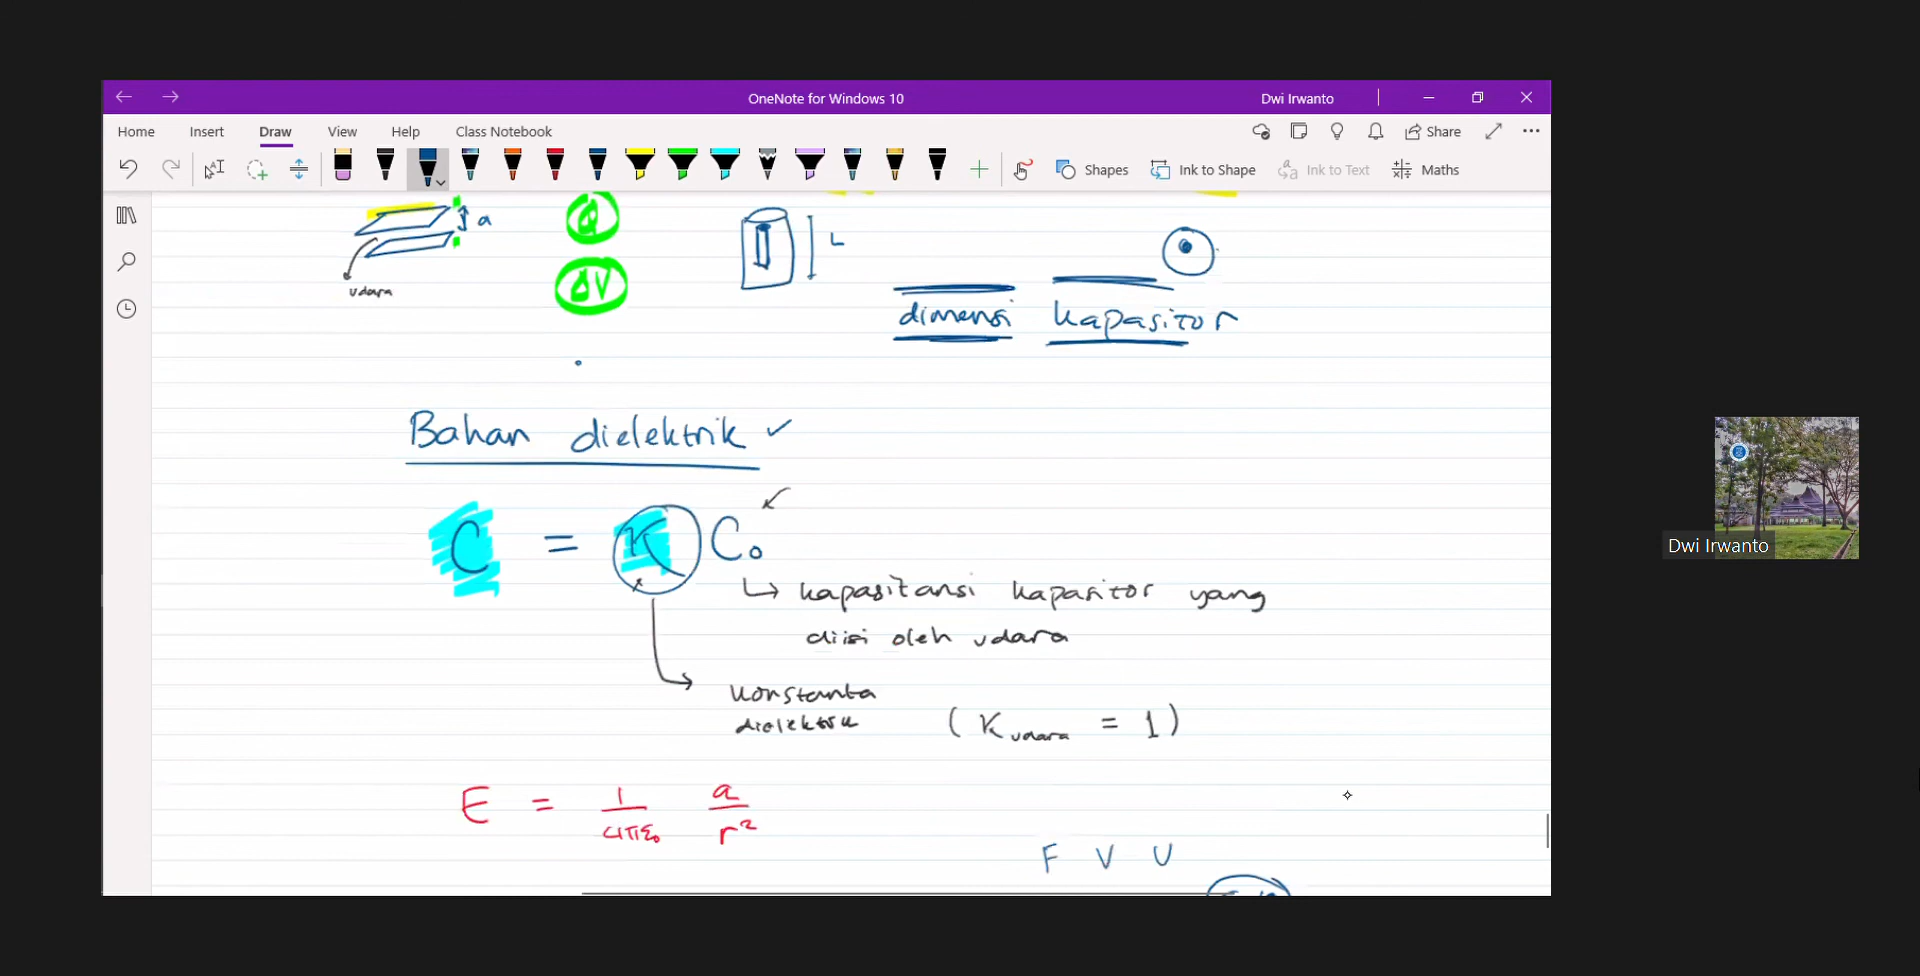 OneNote for Windows 10
Dwi Irwanto
Home Insert Draw View Help Class Notebook
Share
Shapes Ink to Shape Ink to Text Maths
a
Q
L
udara
ΔV
dimensi kapasitor
Bahan dielektrik ✓
C = K C₀
↳ kapasitansi kapasitor yang
diisi oleh udara
konstanta
dielektrik
( K udara = 1 )
E = 1/4πε₀ Q/r²
F V U
Dwi Irwanto